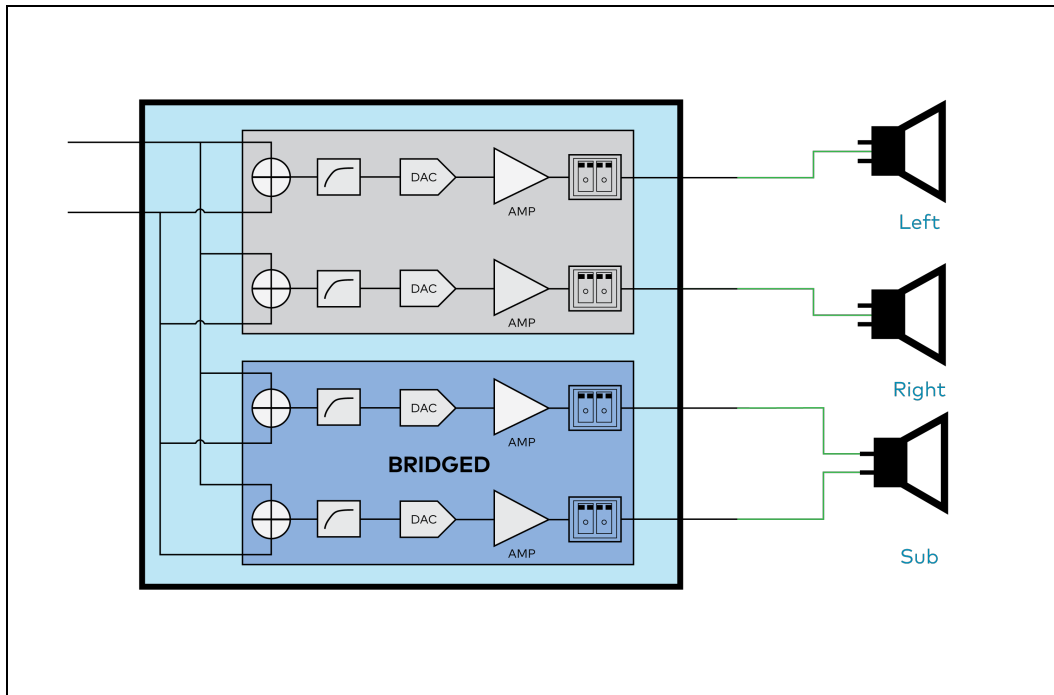 DAC
AMP
Left
DAC
AMP
Right
DAC
AMP
BRIDGED
DAC
AMP
Sub